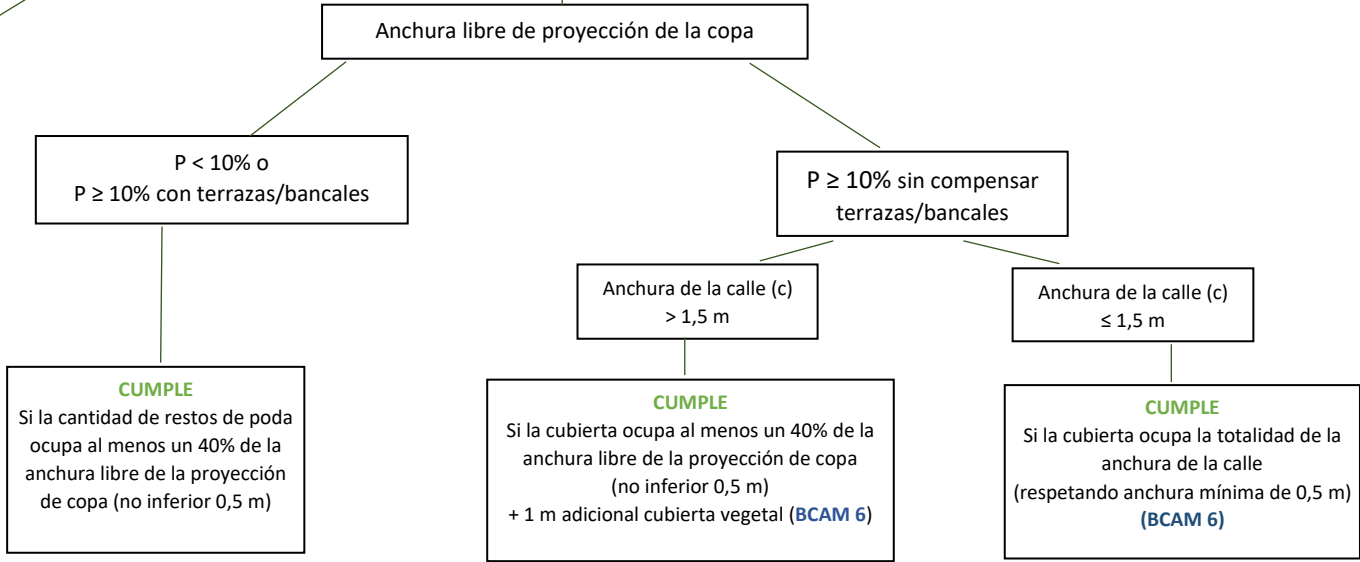 Anchura libre de proyección de la copa
P < 10% o
P ≥ 10% con terrazas/bancales
P ≥ 10% sin compensar
terrazas/bancales
Anchura de la calle (c)
> 1,5 m
Anchura de la calle (c)
≤ 1,5 m
CUMPLE
Si la cantidad de restos de poda
ocupa al menos un 40% de la
anchura libre de la proyección
de copa (no inferior 0,5 m)
CUMPLE
Si la cubierta ocupa al menos un 40% de la
anchura libre de la proyección de copa
(no inferior 0,5 m)
+ 1 m adicional cubierta vegetal (BCAM 6)
CUMPLE
Si la cubierta ocupa la totalidad de la
anchura de la calle
(respetando anchura mínima de 0,5 m)
(BCAM 6)